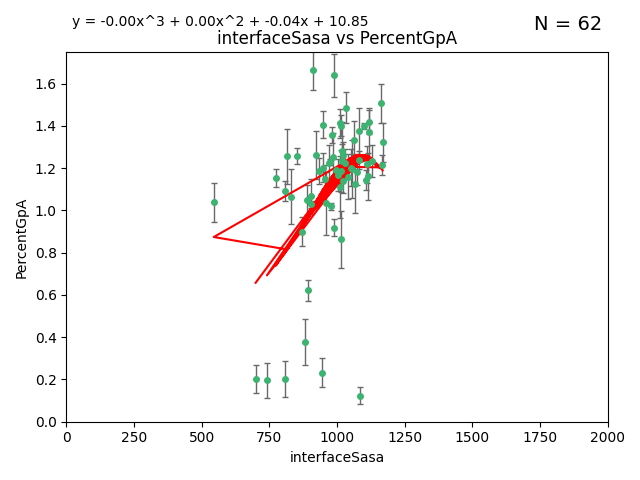 y = -0.00x^3 + 0.00x^2 + -0.04x + 10.85
N = 62
interfaceSasa vs PercentGpA
1.6
1.4
1.2
1.0
0.8
0.6
0.4
0.2
0.0
PercentGpA
0 250 500 750 1000 1250 1500 1750 2000
interfaceSasa